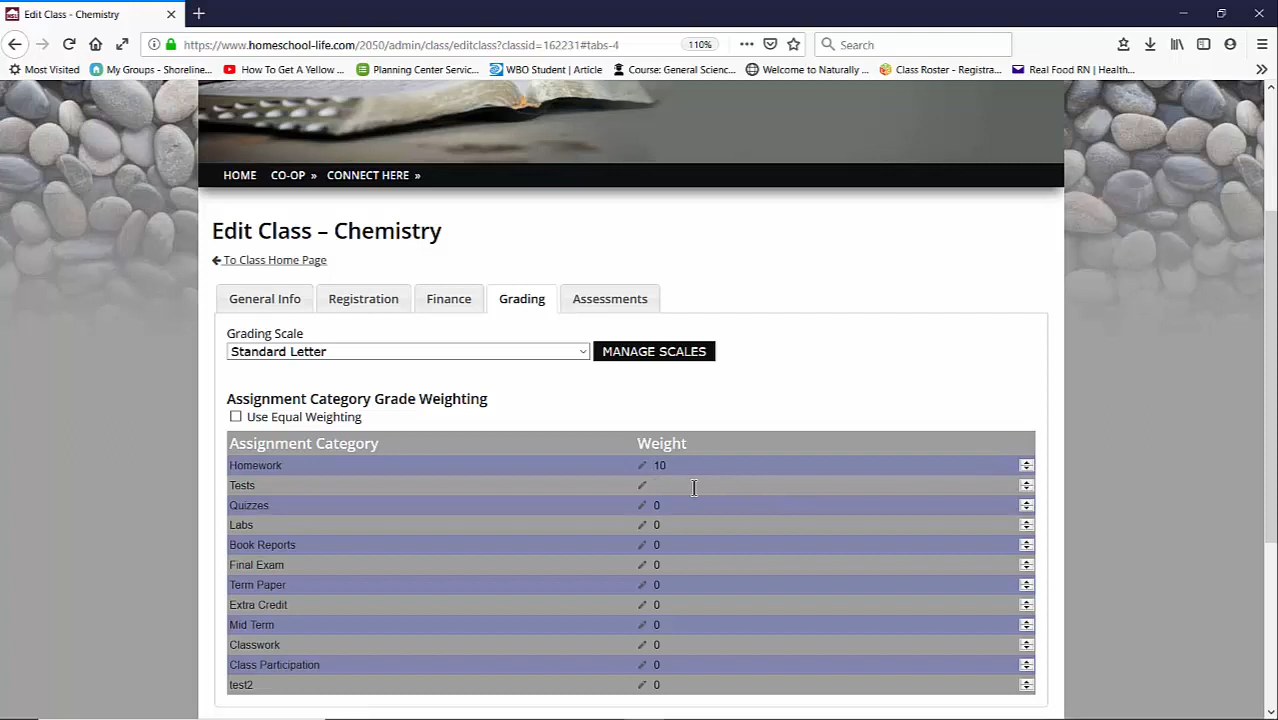 Edit Class - Chemistry
https://www.homeschool-life.com/2050/admin/class/editclass?classid=162231#tabs-4
110%
Search
Most Visited
My Groups - Shoreline...
How To Get A Yellow ...
Planning Center Servic...
WBO Student | Article
Course: General Scienc...
Welcome to Naturally ...
Class Roster - Registra...
Real Food RN | Health...
HOME
CO-OP »
CONNECT HERE »
Edit Class – Chemistry
To Class Home Page
General Info
Registration
Finance
Grading
Assessments
Grading Scale
Standard Letter
MANAGE SCALES
Assignment Category Grade Weighting
Use Equal Weighting
Assignment Category Weight
Homework 10
Tests
Quizzes 0
Labs 0
Book Reports 0
Final Exam 0
Term Paper 0
Extra Credit 0
Mid Term 0
Classwork 0
Class Participation 0
test2 0